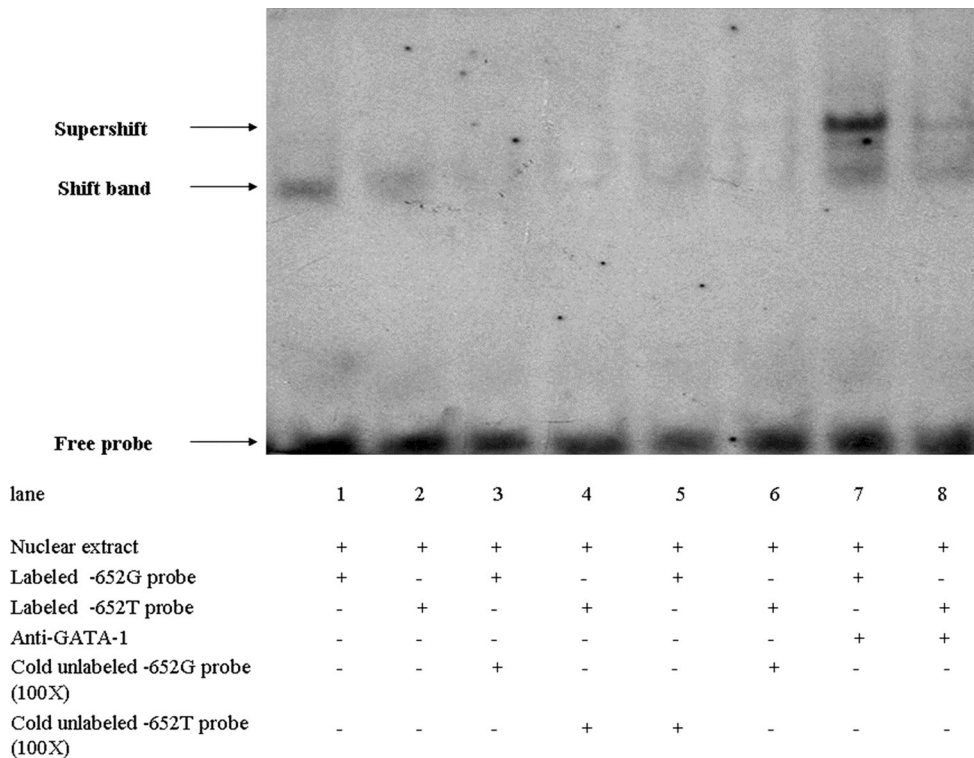 Supershift
Shift band
Free probe
lane 1 2 3 4 5 6 7 8
Nuclear extract + + + + + + + +
Labeled -652G probe + - + - + - + -
Labeled -652T probe - + - + - + - +
Anti-GATA-1 - - - - - - + +
Cold unlabeled -652G probe - - + - - + - -
(100X)
Cold unlabeled -652T probe - - - + + - - -
(100X)